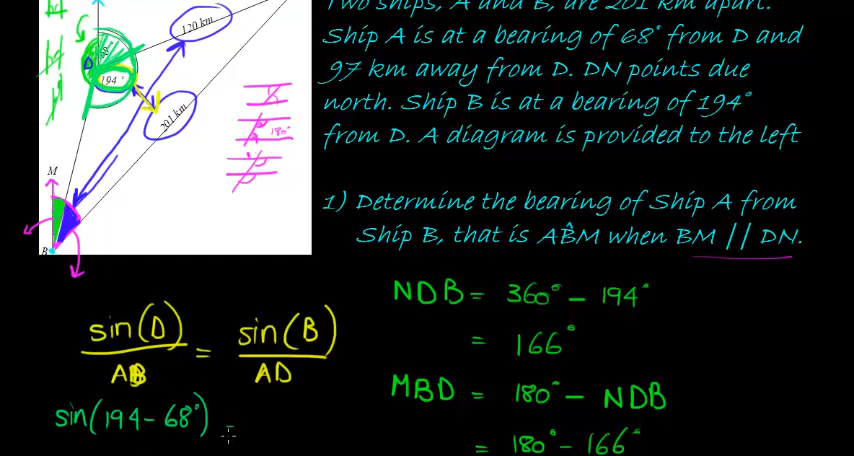 Two ships, A and B, are 201 km apart.
Ship A is at a bearing of 68° from D and
97 km away from D. DN points due
north. Ship B is at a bearing of 194°
from D. A diagram is provided to the left
1) Determine the bearing of Ship A from
Ship B, that is AB̂M when BM // DN.
120 km
D
194°
201 km
180°
M
B
NDB = 360° - 194°
= 166°
MBD = 180° - NDB
= 180° - 166°
sin(D) / AB = sin(B) / AD
sin(194 - 68°)